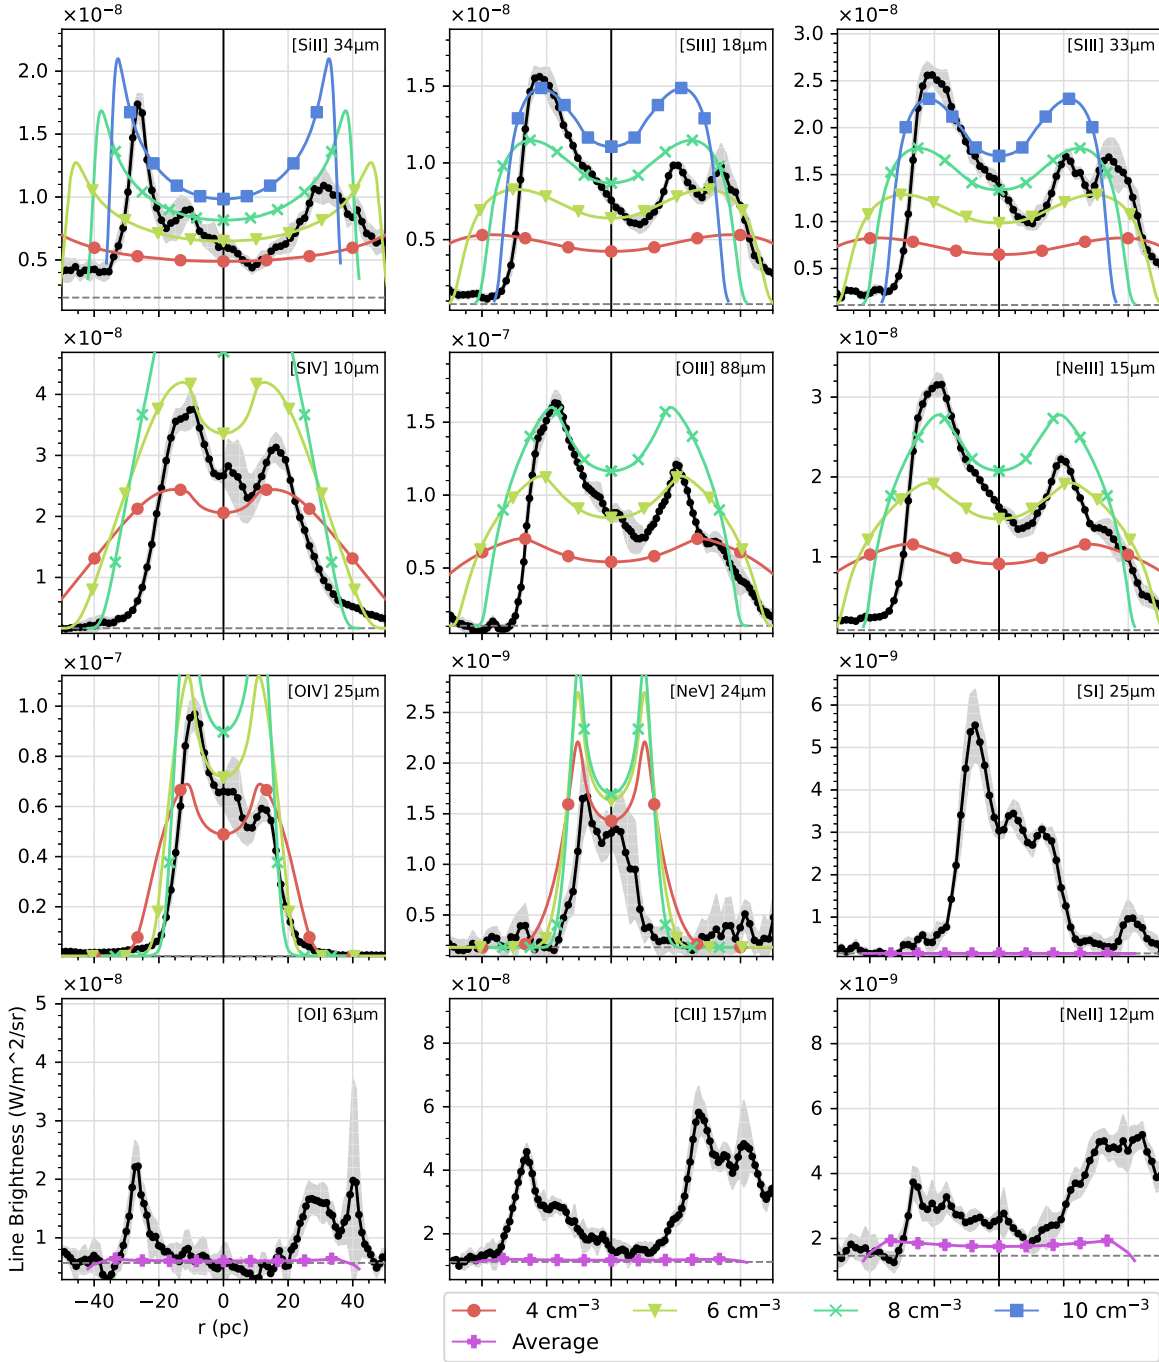 ×10⁻⁸ ×10⁻⁸ ×10⁻⁸
[SiII] 34μm [SIII] 18μm [SIII] 33μm
2.0 1.5 3.0
2.5
1.5 2.0
1.0 1.5
1.0 1.0
0.5 0.5 0.5
×10⁻⁸ ×10⁻⁷ ×10⁻⁸
[SIV] 10μm [OIII] 88μm [NeIII] 15μm
4 1.5 3
3 1.0 2
2
1 0.5 1
×10⁻⁷ ×10⁻⁹ ×10⁻⁹
[OIV] 25μm [NeV] 24μm [SI] 25μm
1.0 2.5 6
0.8 2.0 5
0.6 1.5 4
0.4 1.0 3
0.2 0.5 2
1
×10⁻⁸ ×10⁻⁸ ×10⁻⁹
[OI] 63μm [CII] 157μm [NeII] 12μm
5 8 8
4 6 6
3 4 4
2
1 2 2
Line Brightness (W/m^2/sr)
−40 −20 0 20 40
r (pc)
4 cm⁻³ 6 cm⁻³ 8 cm⁻³ 10 cm⁻³
Average